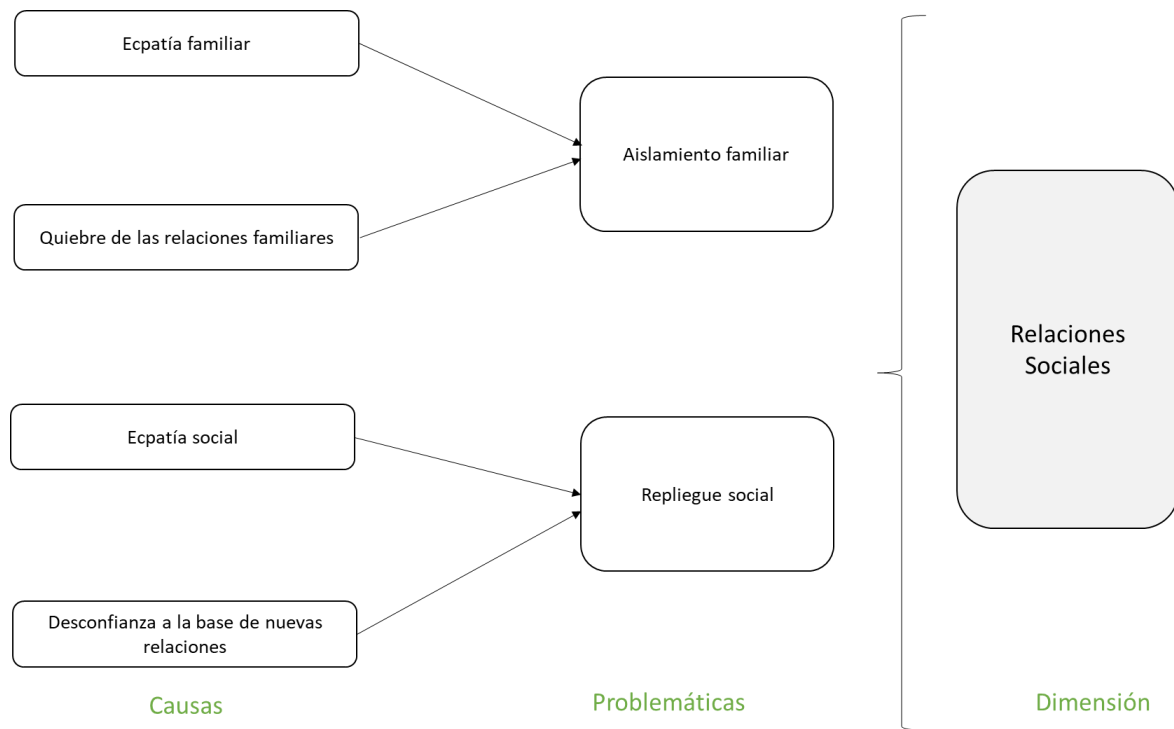 Ecpatía familiar
Aislamiento familiar
Quiebre de las relaciones familiares
Relaciones
Sociales
Ecpatía social
Repliegue social
Desconfianza a la base de nuevas
relaciones
Causas
Problemáticas
Dimensión